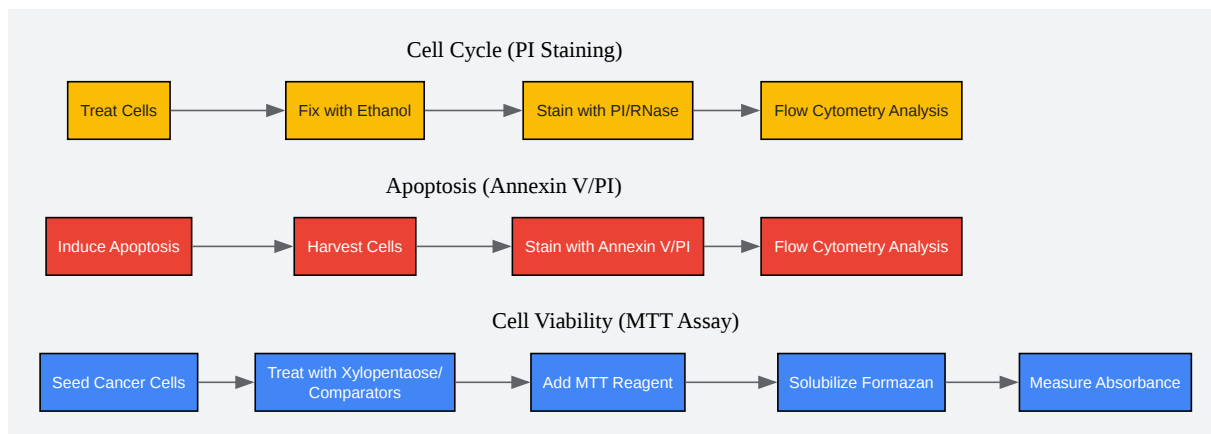 Cell Cycle (PI Staining)
Treat Cells
Fix with Ethanol
Stain with PI/RNase
Flow Cytometry Analysis
Apoptosis (Annexin V/PI)
Induce Apoptosis
Harvest Cells
Stain with Annexin V/PI
Flow Cytometry Analysis
Cell Viability (MTT Assay)
Seed Cancer Cells
Treat with Xylopentaose/
Comparators
Add MTT Reagent
Solubilize Formazan
Measure Absorbance